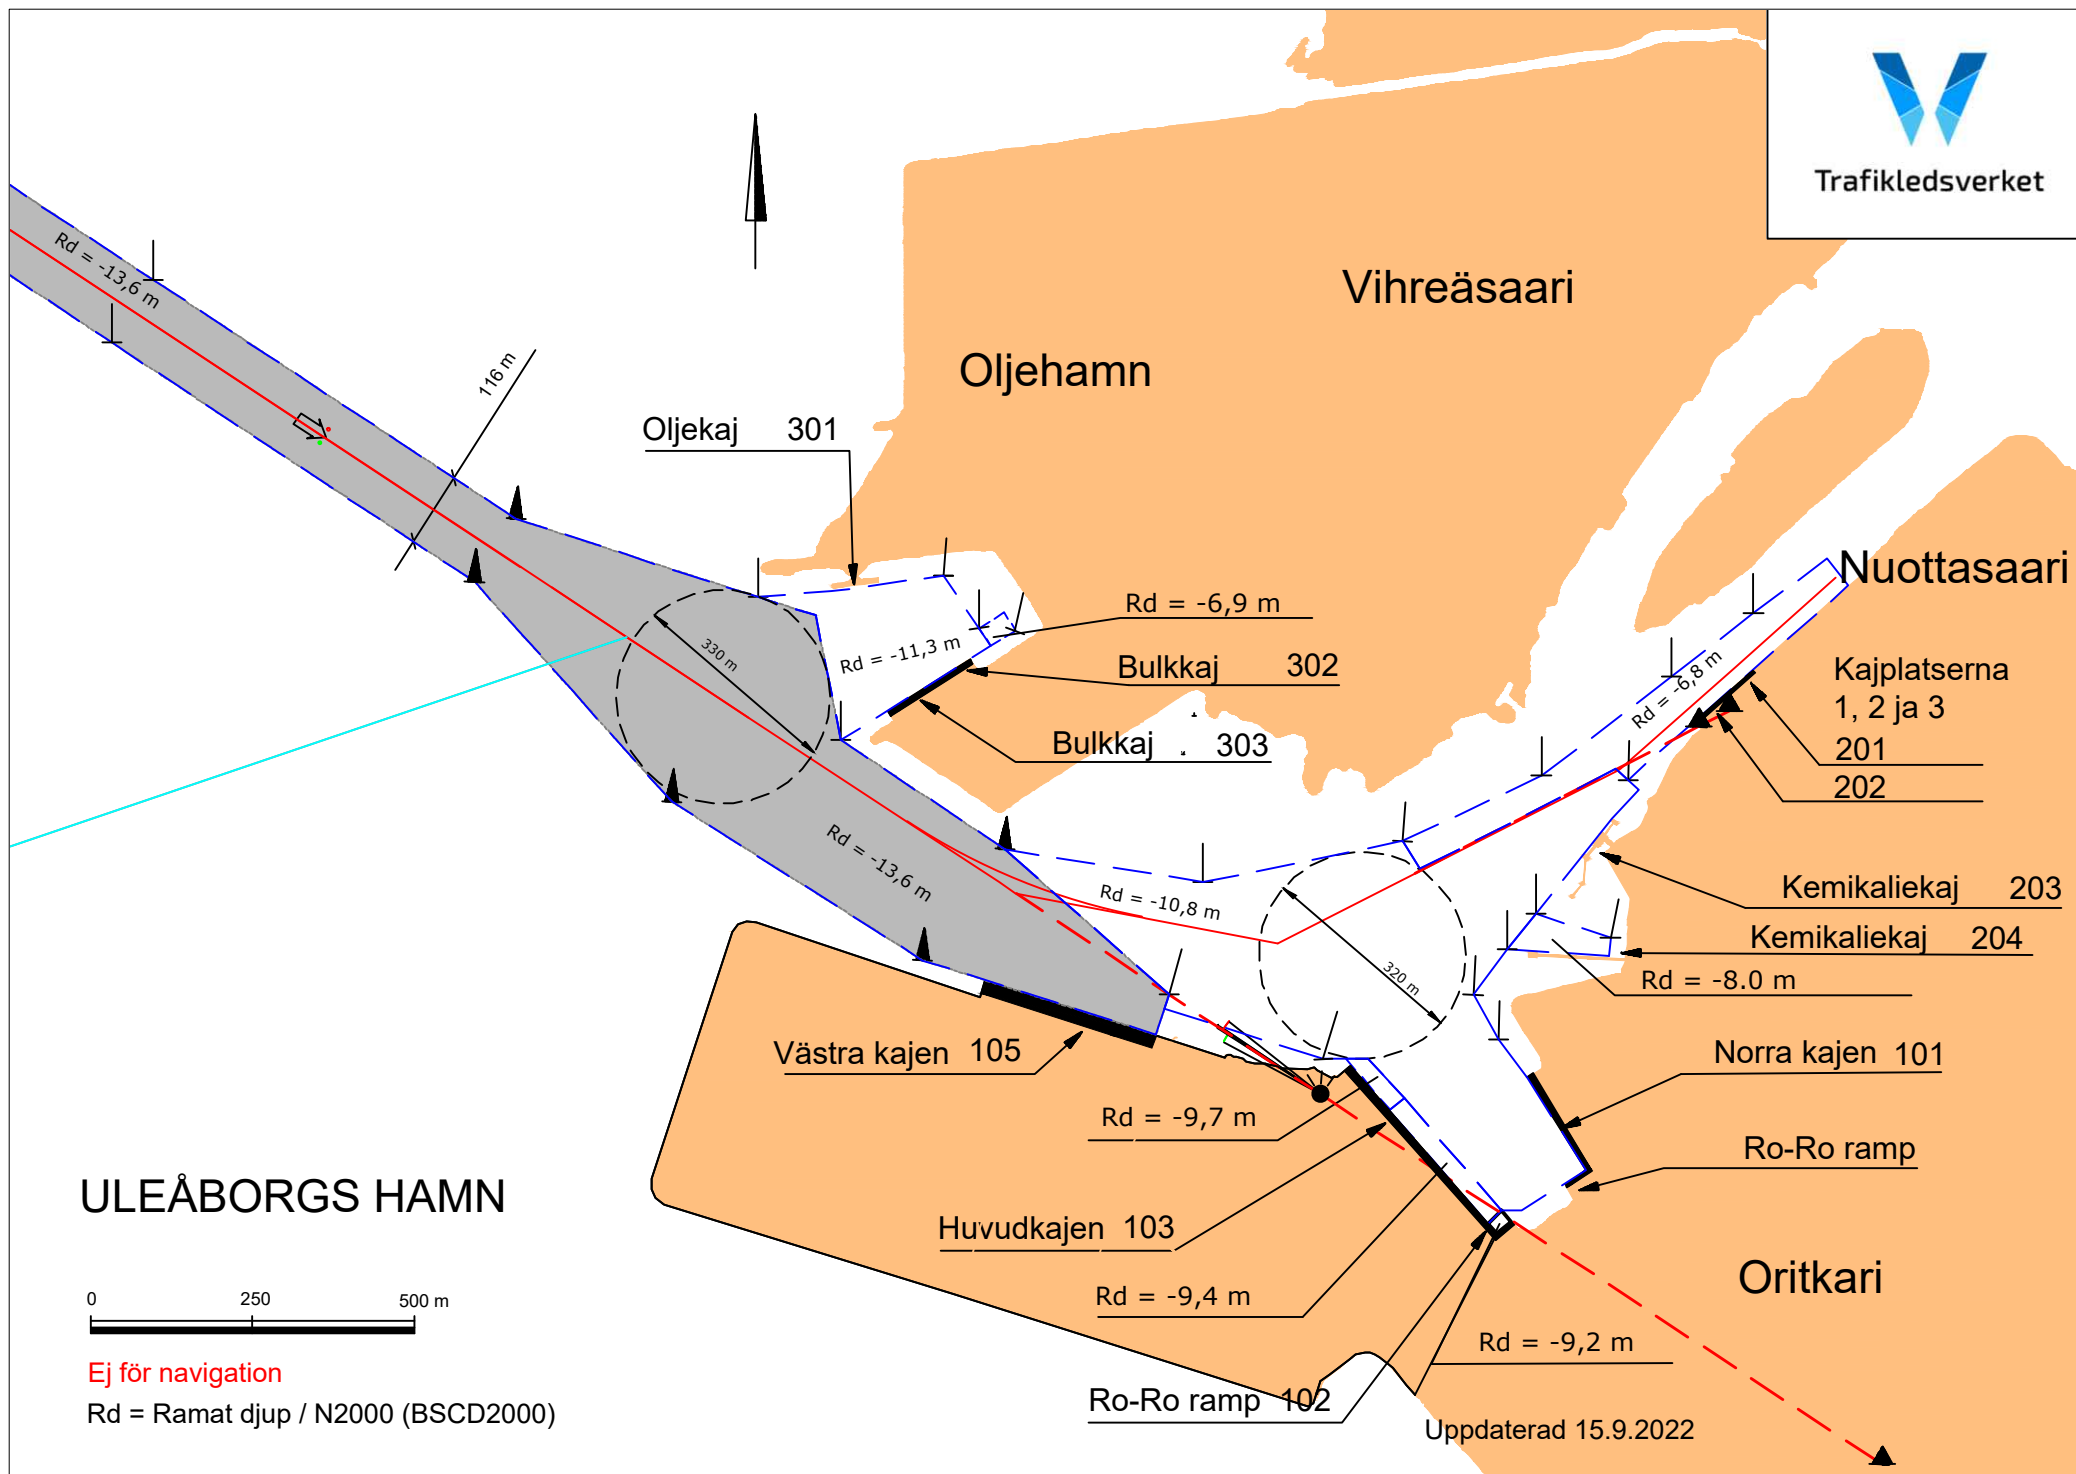 Trafikledsverket
Rd = -13,6 m
116 m
Vihreäsaari
Oljehamn
Oljekaj 301
Nuottasaari
Rd = -6,9 m
330 m
Rd = -11,3 m
Bulkkaj 302
Rd = -6,8 m
Kajplatserna
1, 2 ja 3
201
202
Bulkkaj 303
Rd = -13,6 m
Rd = -10,8 m
Kemikaliekaj 203
Kemikaliekaj 204
320 m
Rd = -8.0 m
Västra kajen 105
Norra kajen 101
Rd = -9,7 m
Ro-Ro ramp
ULEÅBORGS HAMN
Huvudkajen 103
Oritkari
Rd = -9,4 m
0 250 500 m
Rd = -9,2 m
Ej för navigation
Ro-Ro ramp 102
Rd = Ramat djup / N2000 (BSCD2000)
Uppdaterad 15.9.2022